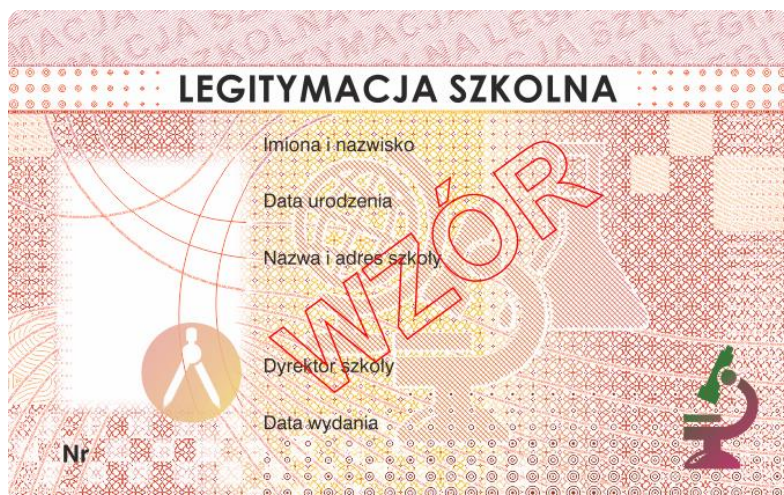 LEGITYMACJA SZKOLNA
Imiona i nazwisko
Data urodzenia
Nazwa i adres szkoły
WZÓR
Dyrektor szkoły
Data wydania
Nr